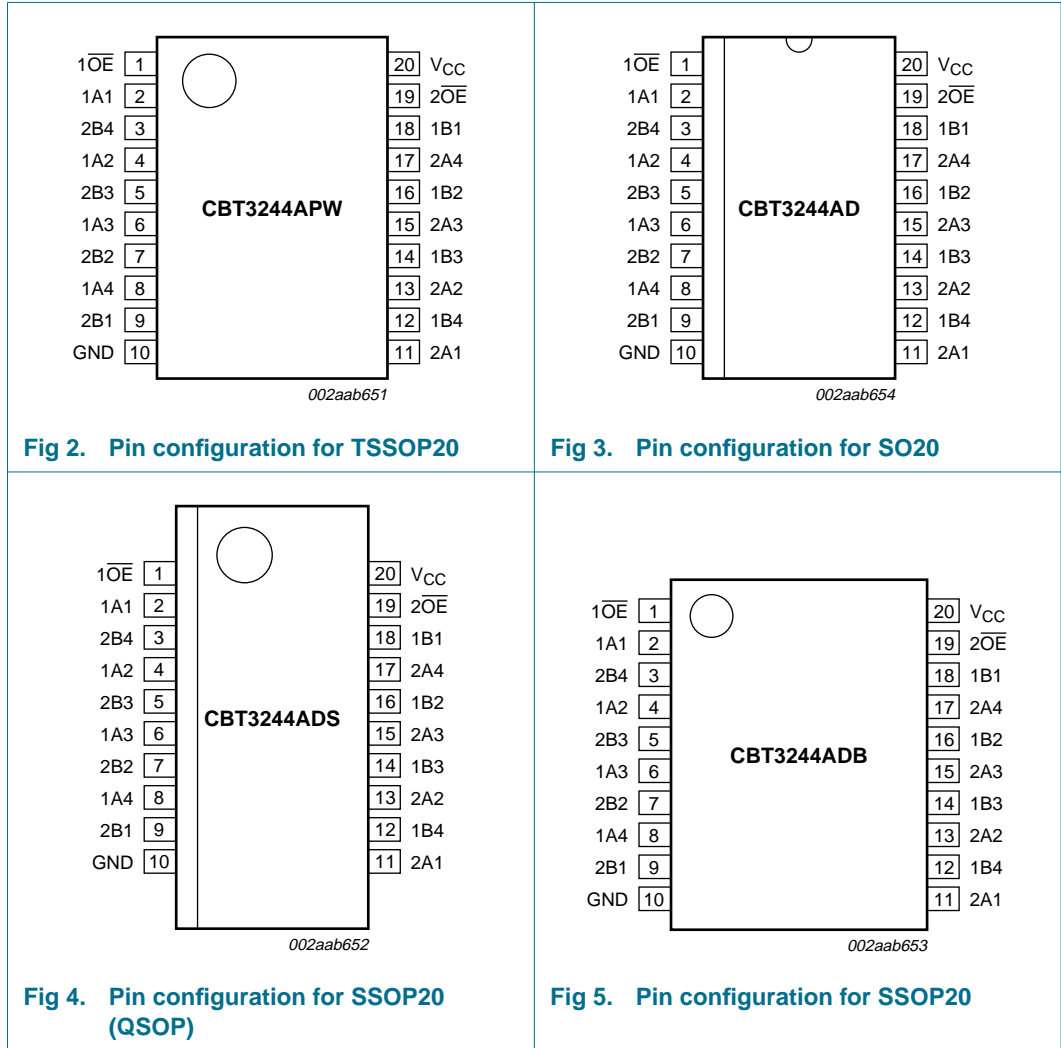 1O̅E̅ 1 20 VCC
1A1 2 19 2O̅E̅
2B4 3 18 1B1
1A2 4 17 2A4
2B3 5 16 1B2
1A3 6 15 2A3
2B2 7 14 1B3
1A4 8 13 2A2
2B1 9 12 1B4
GND 10 11 2A1
CBT3244APW
002aab651
Fig 2. Pin configuration for TSSOP20
1O̅E̅ 1 20 VCC
1A1 2 19 2O̅E̅
2B4 3 18 1B1
1A2 4 17 2A4
2B3 5 16 1B2
1A3 6 15 2A3
2B2 7 14 1B3
1A4 8 13 2A2
2B1 9 12 1B4
GND 10 11 2A1
CBT3244AD
002aab654
Fig 3. Pin configuration for SO20
1O̅E̅ 1 20 VCC
1A1 2 19 2O̅E̅
2B4 3 18 1B1
1A2 4 17 2A4
2B3 5 16 1B2
1A3 6 15 2A3
2B2 7 14 1B3
1A4 8 13 2A2
2B1 9 12 1B4
GND 10 11 2A1
CBT3244ADS
002aab652
Fig 4. Pin configuration for SSOP20
(QSOP)
1O̅E̅ 1 20 VCC
1A1 2 19 2O̅E̅
2B4 3 18 1B1
1A2 4 17 2A4
2B3 5 16 1B2
1A3 6 15 2A3
2B2 7 14 1B3
1A4 8 13 2A2
2B1 9 12 1B4
GND 10 11 2A1
CBT3244ADB
002aab653
Fig 5. Pin configuration for SSOP20